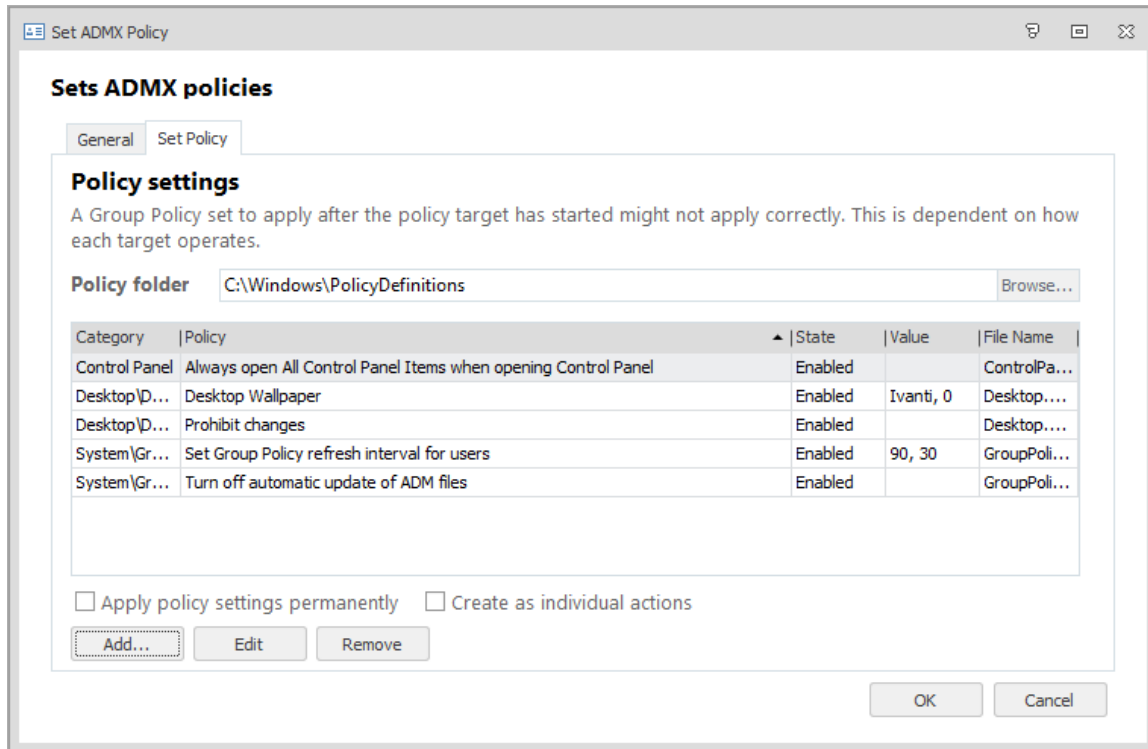 Set ADMX Policy
Sets ADMX policies
General Set Policy
Policy settings
A Group Policy set to apply after the policy target has started might not apply correctly. This is dependent on how
each target operates.
Policy folder C:\Windows\PolicyDefinitions Browse...
Category Policy State Value File Name
Control Panel Always open All Control Panel Items when opening Control Panel Enabled ControlPa...
Desktop\D... Desktop Wallpaper Enabled Ivanti, 0 Desktop....
Desktop\D... Prohibit changes Enabled Desktop....
System\Gr... Set Group Policy refresh interval for users Enabled 90, 30 GroupPoli...
System\Gr... Turn off automatic update of ADM files Enabled GroupPoli...
Apply policy settings permanently Create as individual actions
Add... Edit Remove
OK Cancel